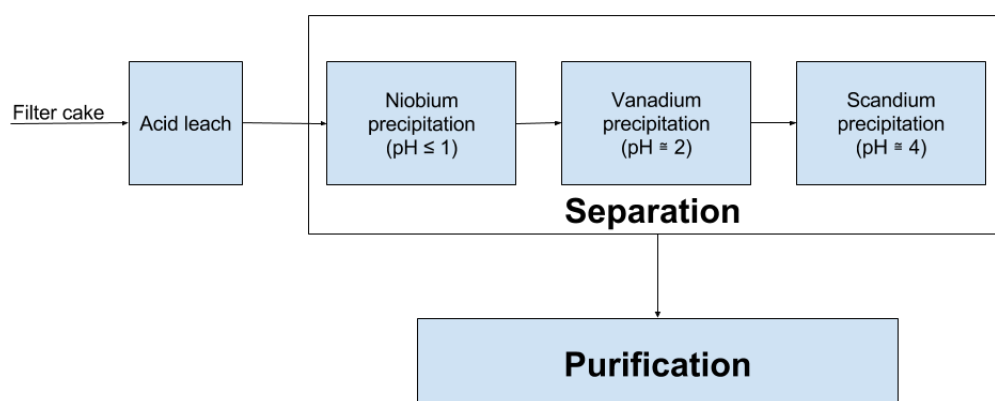 Filter cake
Acid leach
Niobium
precipitation
(pH ≤ 1)
Vanadium
precipitation
(pH ≅ 2)
Scandium
precipitation
(pH ≅ 4)
Separation
Purification